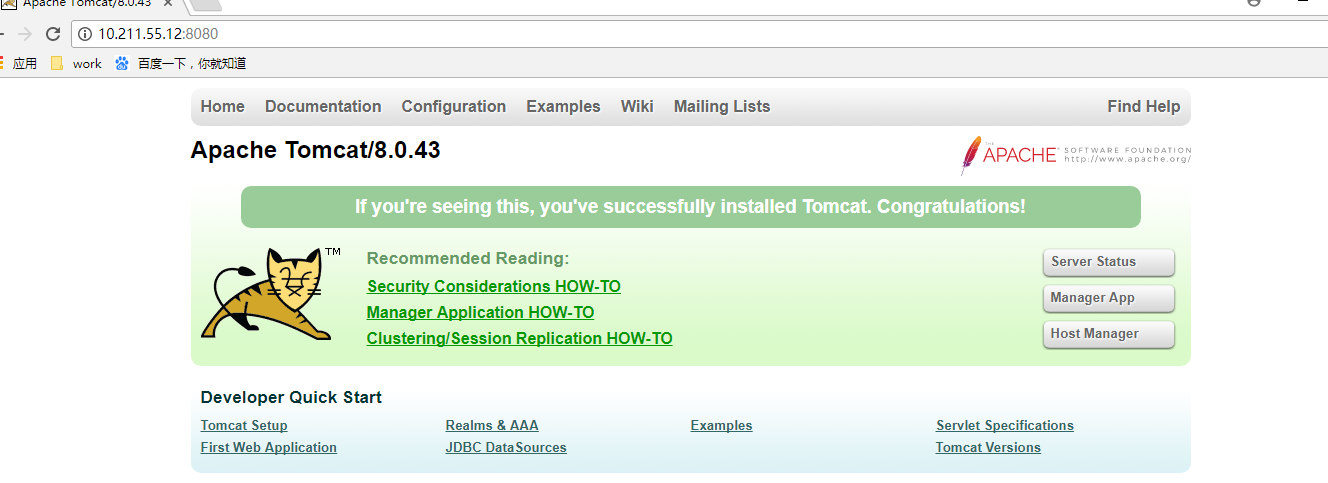 Apache Tomcat/8.0.43
10.211.55.12:8080
应用 work 百度一下，你就知道
Home Documentation Configuration Examples Wiki Mailing Lists Find Help
Apache Tomcat/8.0.43
THE APACHE SOFTWARE FOUNDATION
http://www.apache.org/
If you're seeing this, you've successfully installed Tomcat. Congratulations!
TM
Recommended Reading:
Security Considerations HOW-TO
Manager Application HOW-TO
Clustering/Session Replication HOW-TO
Server Status
Manager App
Host Manager
Developer Quick Start
Tomcat Setup Realms & AAA Examples Servlet Specifications
First Web Application JDBC DataSources Tomcat Versions